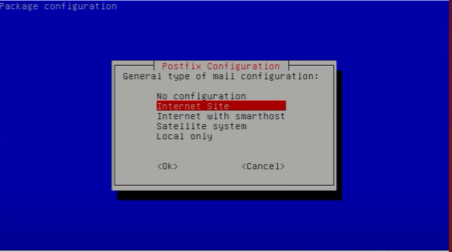 Package configuration
Postfix Configuration
General type of mail configuration:
No configuration
Internet Site
Internet with smarthost
Satellite system
Local only
<Ok> <Cancel>